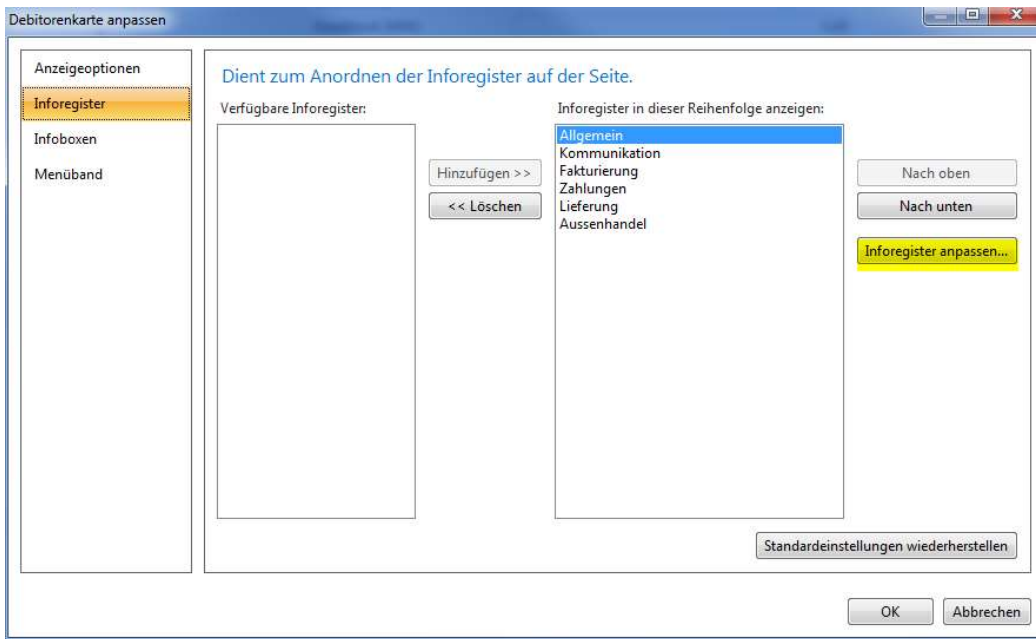 Debitorenkarte anpassen
Anzeigeoptionen
Inforegister
Infoboxen
Menüband
Dient zum Anordnen der Inforegister auf der Seite.
Verfügbare Inforegister:
Hinzufügen >>
<< Löschen
Inforegister in dieser Reihenfolge anzeigen:
Allgemein
Kommunikation
Fakturierung
Zahlungen
Lieferung
Aussenhandel
Nach oben
Nach unten
Inforegister anpassen...
Standardeinstellungen wiederherstellen
OK
Abbrechen